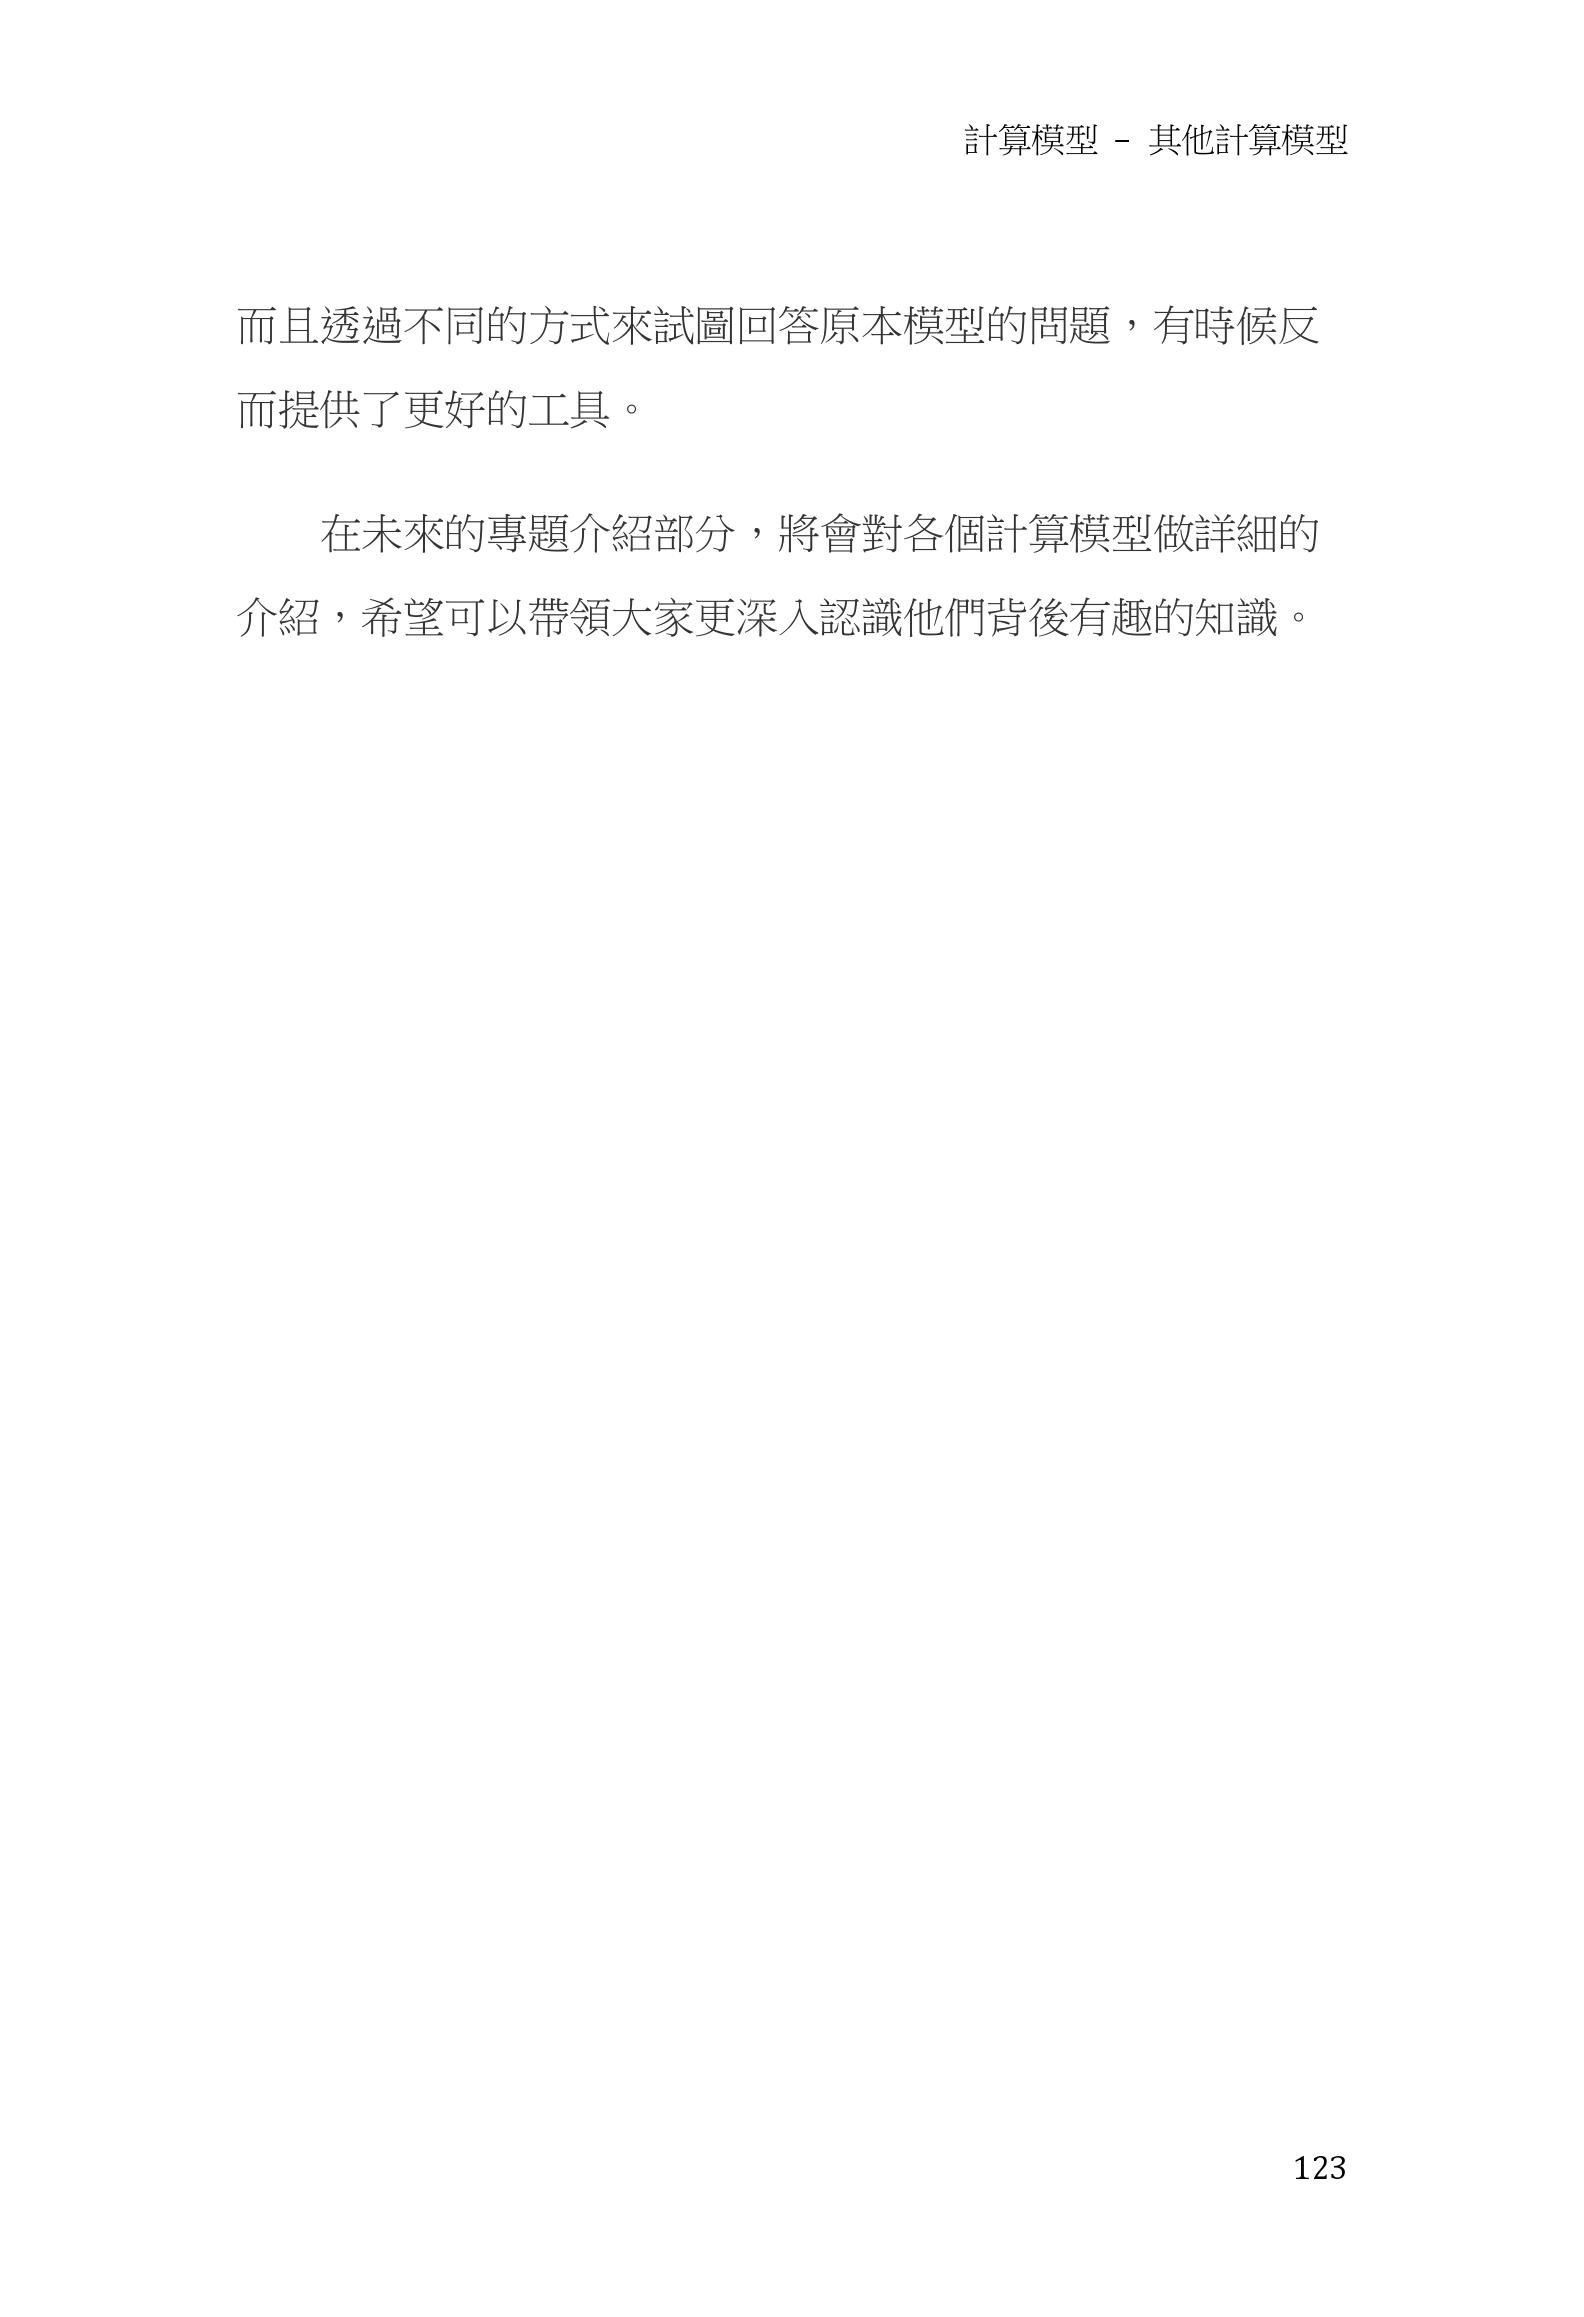 計算模型 – 其他計算模型
而且透過不同的方式來試圖回答原本模型的問題，有時候反
而提供了更好的工具。
在未來的專題介紹部分，將會對各個計算模型做詳細的
介紹，希望可以帶領大家更深入認識他們背後有趣的知識。
123